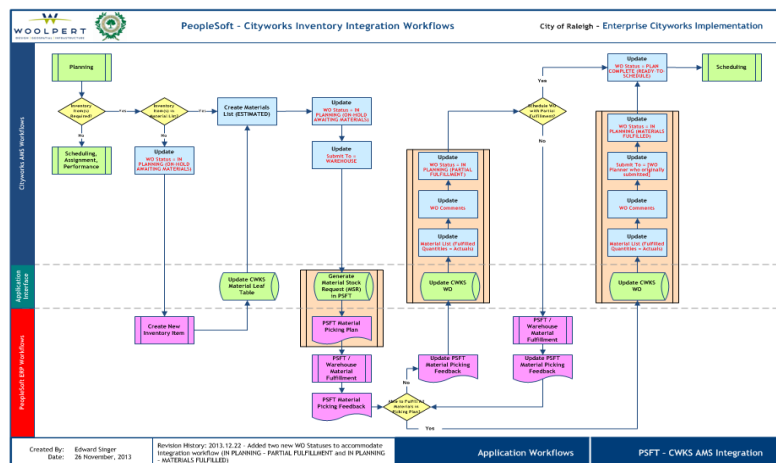 WOOLPERT
PeopleSoft - Cityworks Inventory Integration Workflows
City of Raleigh - Enterprise Cityworks Implementation
Cityworks AMS Workflows
Application
Interface
PeopleSoft ERP Workflows
Planning
Inventory
Item(s)
Required?
Yes
No
Scheduling,
Assignment,
Performance
Inventory
Item(s) in
Material List?
Yes
No
Update
WO Status = IN
PLANNING (ON-HOLD
AWAITING MATERIALS)
Create Materials
List (ESTIMATED)
Update
WO Status = IN
PLANNING (ON-HOLD
AWAITING MATERIALS)
Update
Submit To =
WAREHOUSE
Update
WO Status = IN
PLANNING (PARTIAL
FULFILLMENT)
Update
WO Comments
Update
Material List (Fulfilled
Quantities = Actuals)
Update CWKS
WO
Yes
Schedule WO
with Partial
Fulfillment?
No
Update
WO Status = PLAN
COMPLETE (READY-TO-
SCHEDULE)
Scheduling
Update
WO Status = IN
PLANNING (MATERIALS
FULFILLED)
Update
Submit To = [WO
Planner who originally
submitted]
Update
WO Comments
Update
Material List (Fulfilled
Quantities = Actuals)
Update CWKS
WO
Update CWKS
Material Leaf
Table
Generate
Material Stock
Request (MSR)
in PSFT
Create New
Inventory Item
PSFT Material
Picking Plan
PSFT /
Warehouse
Material
Fulfillment
PSFT Material
Picking Feedback
Update PSFT
Material Picking
Feedback
No
Materials in
Picking Plan?
Yes
PSFT /
Warehouse
Material
Fulfillment
Update PSFT
Material Picking
Feedback
Created By: Edward Singer
Date: 26 November, 2013
Revision History: 2013.12.22 - Added two new WO Statuses to accommodate
integration workflow (IN PLANNING - PARTIAL FULFILLMENT and IN PLANNING
- MATERIALS FULFILLED)
Application Workflows
PSFT - CWKS AMS Integration